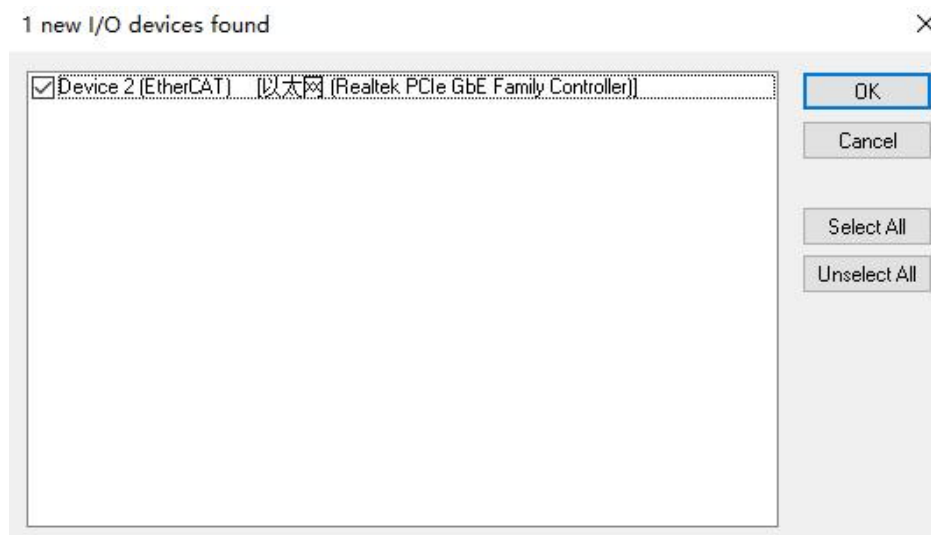 1 new I/O devices found
Device 2 (EtherCAT) [以太网 (Realtek PCIe GbE Family Controller)]
OK
Cancel
Select All
Unselect All